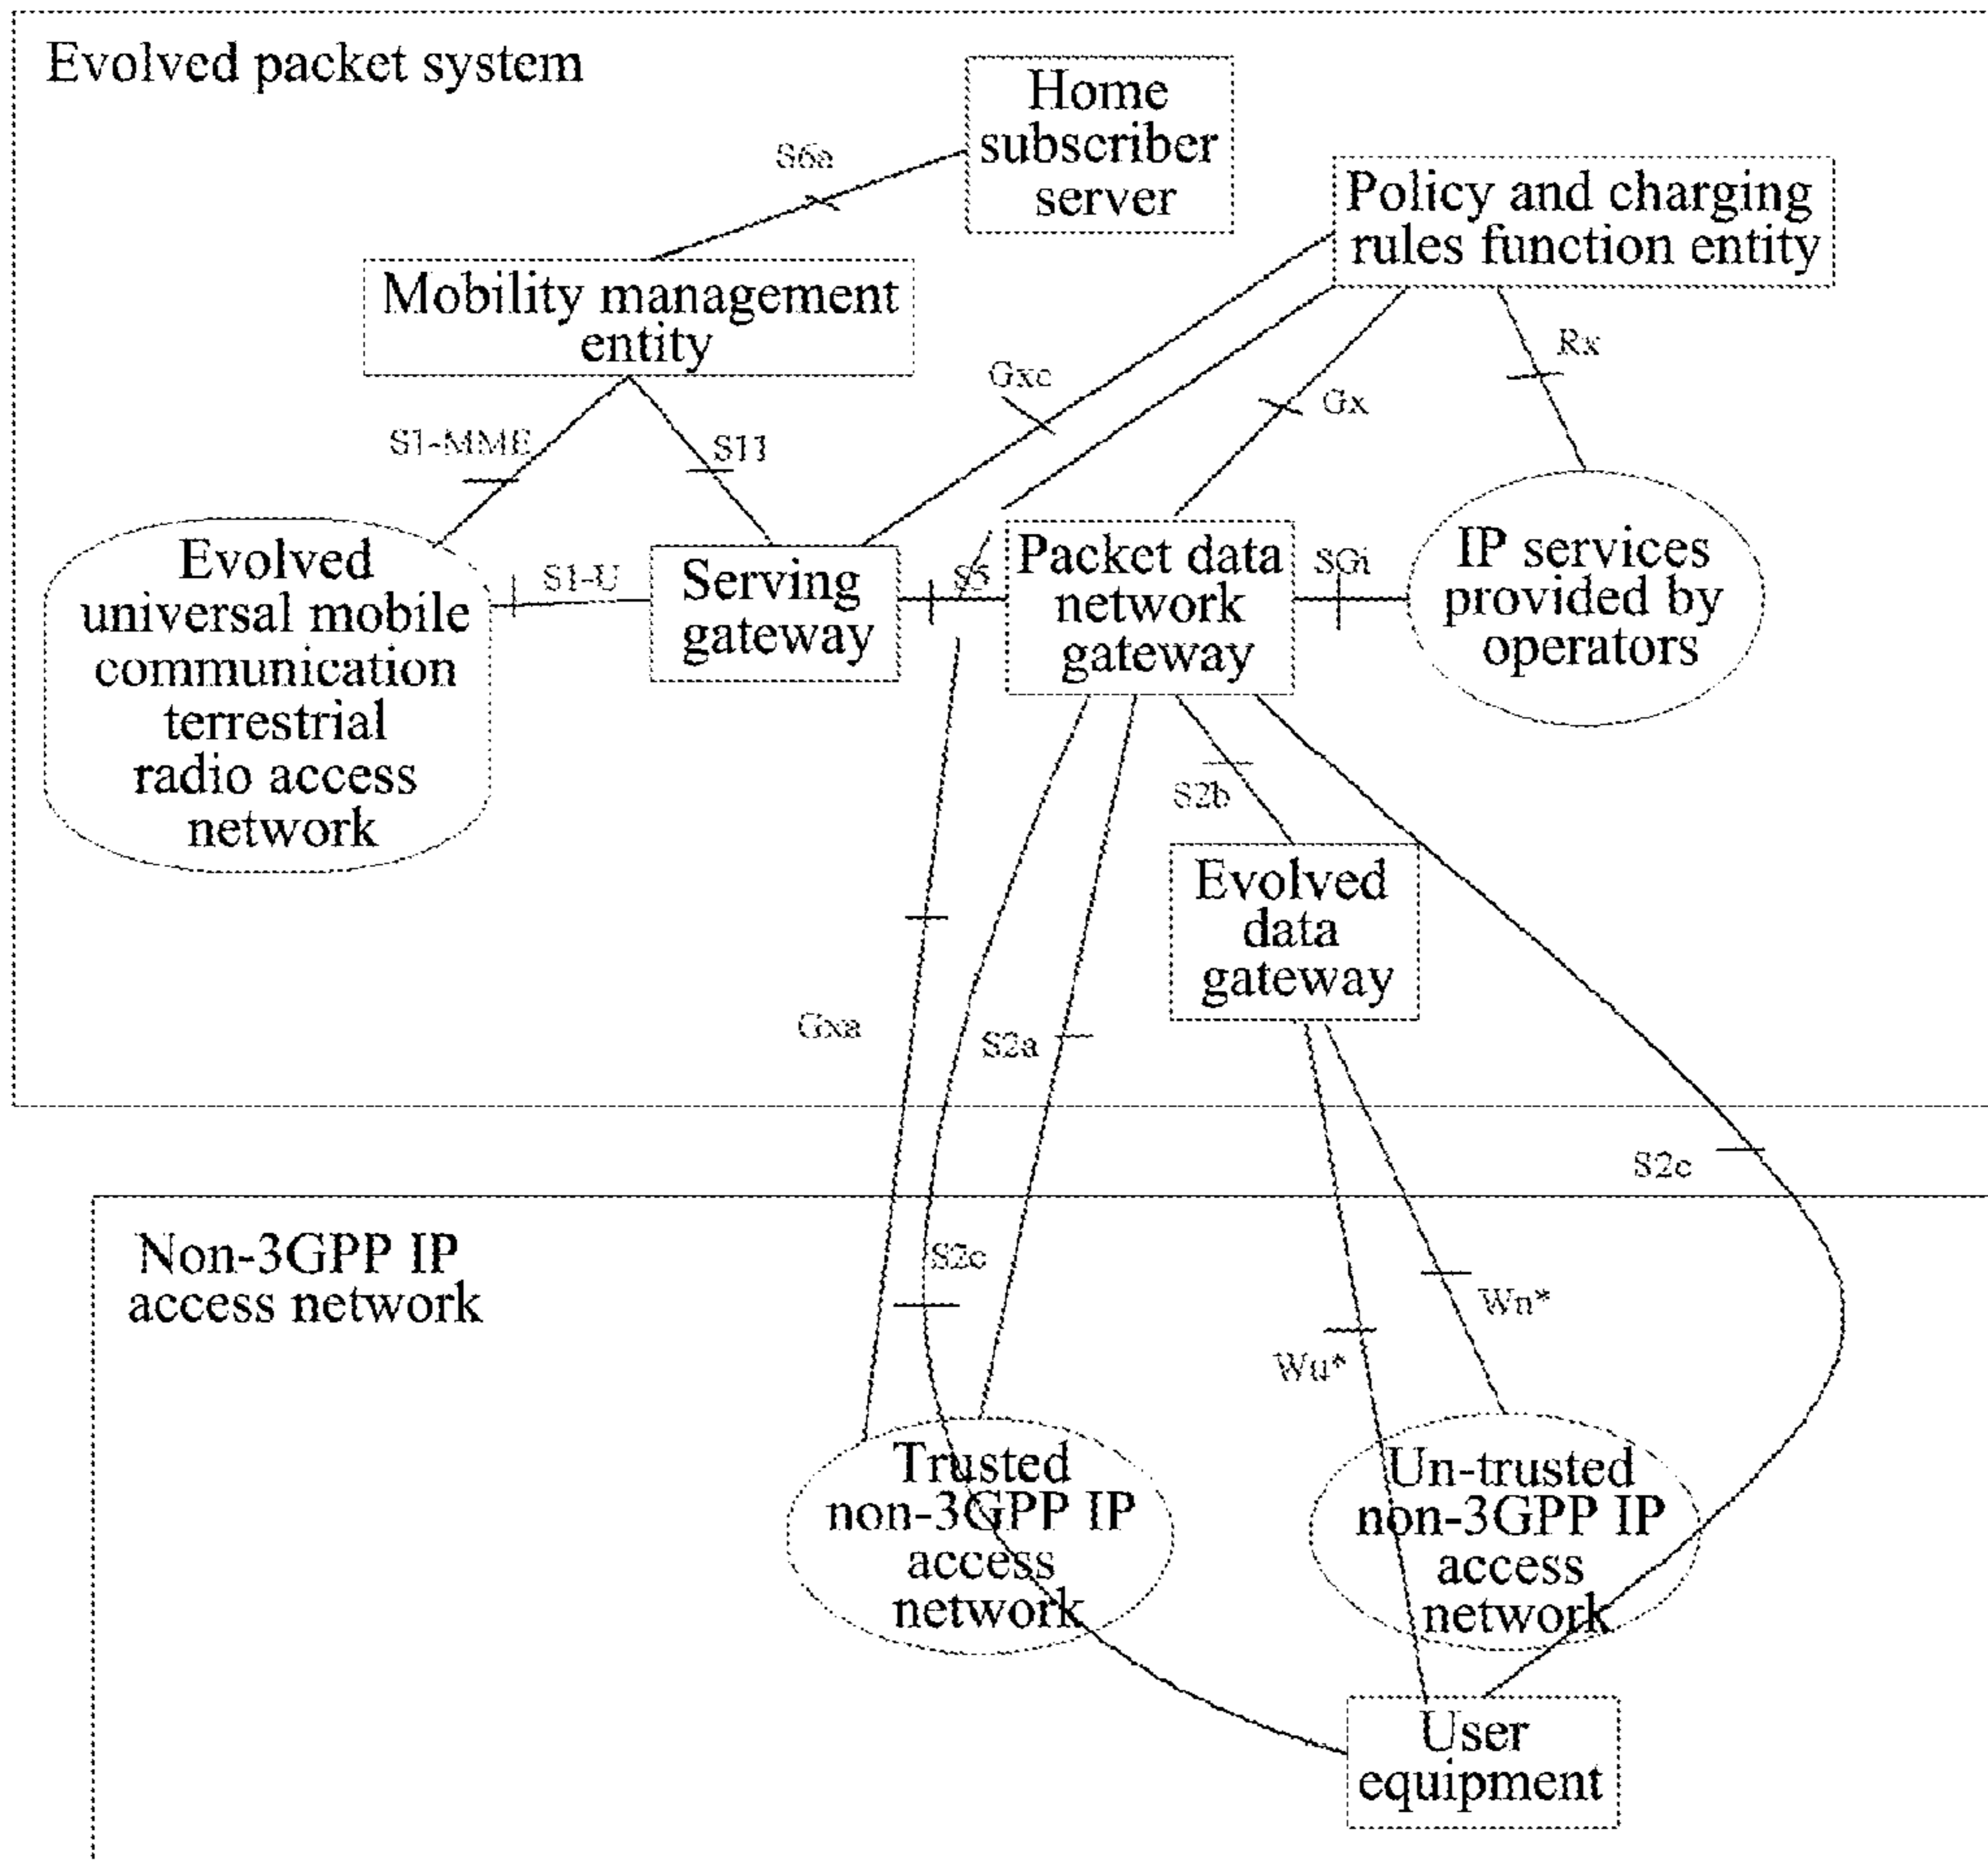 Evolved packet system
Home
subscriber
server
S6a
Policy and charging
rules function entity
Mobility management
entity
Rx
Gxc
Gx
S1-MME
S11
Evolved
universal mobile
communication
terrestrial
radio access
network
S1-U
Serving
gateway
S5
Packet data
network
gateway
SGi
IP services
provided by
operators
S2b
Evolved
data
gateway
Gxa
S2a
S2c
Non-3GPP IP
access network
S2c
Wn*
Wu*
Trusted
non-3GPP IP
access
network
Un-trusted
non-3GPP IP
access
network
User
equipment